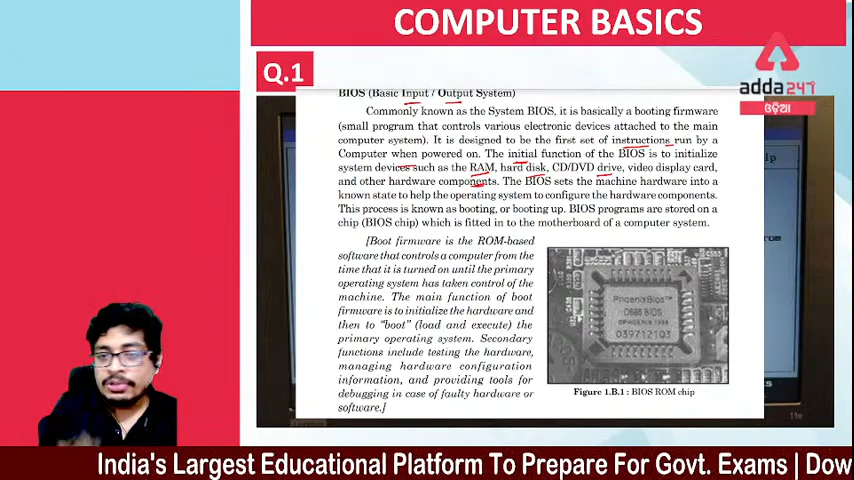 COMPUTER BASICS
Q.1
adda247
ଓଡ଼ିଆ
BIOS (Basic Input / Output System)
Commonly known as the System BIOS, it is basically a booting firmware
(small program that controls various electronic devices attached to the main
computer system). It is designed to be the first set of instructions run by a
Computer when powered on. The initial function of the BIOS is to initialize
system devices such as the RAM, hard disk, CD/DVD drive, video display card,
and other hardware components. The BIOS sets the machine hardware into a
known state to help the operating system to configure the hardware components.
This process is known as booting, or booting up. BIOS programs are stored on a
chip (BIOS chip) which is fitted in to the motherboard of a computer system.
[Boot firmware is the ROM-based
software that controls a computer from the
time that it is turned on until the primary
operating system has taken control of the
machine. The main function of boot
firmware is to initialize the hardware and
then to "boot" (load and execute) the
primary operating system. Secondary
functions include testing the hardware,
managing hardware configuration
information, and providing tools for
debugging in case of faulty hardware or
software.]
PhoenixBios™
D686 BIOS
©PHOENIX 1998
039712103
Figure 1.B.1 : BIOS ROM chip
India's Largest Educational Platform To Prepare For Govt. Exams | Dow